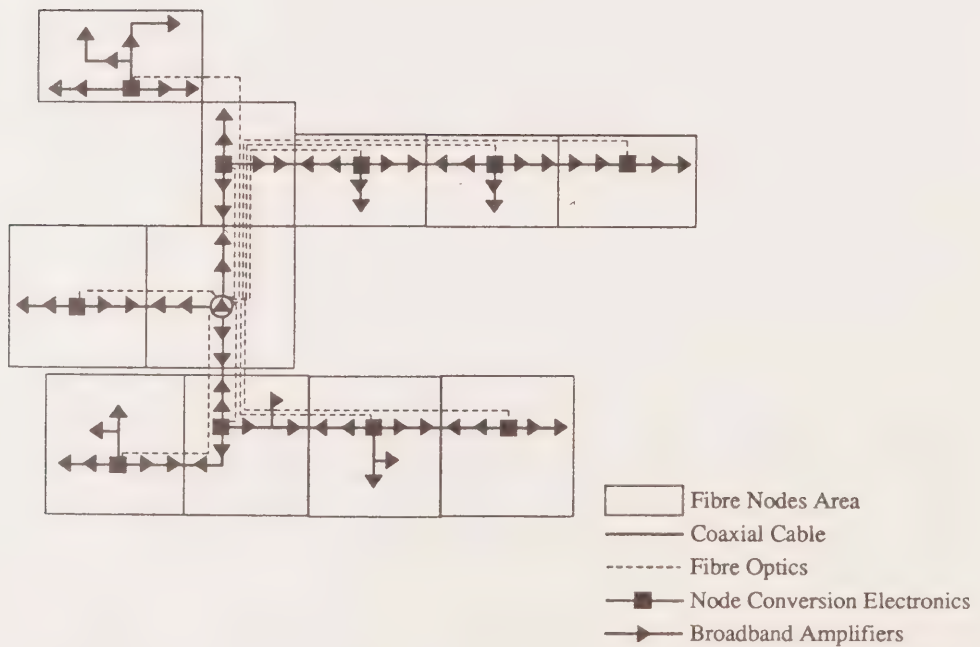 Fibre Nodes Area
Coaxial Cable
Fibre Optics
Node Conversion Electronics
Broadband Amplifiers